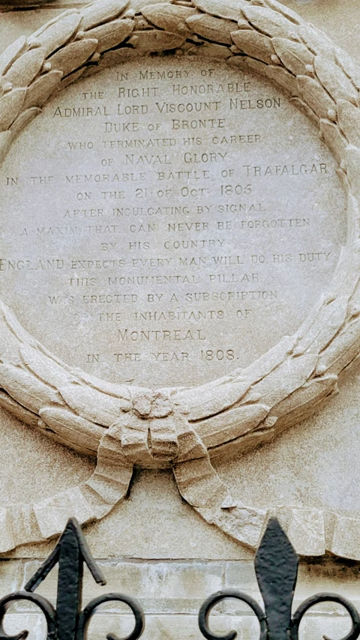 IN MEMORY OF
THE RIGHT HONORABLE
ADMIRAL LORD VISCOUNT NELSON
DUKE OF BRONTE
WHO TERMINATED HIS CAREER
OF NAVAL GLORY
IN THE MEMORABLE BATTLE OF TRAFALGAR
ON THE 21 OF OCT. 1805
AFTER INCULCATING BY SIGNAL
A MAXIM THAT CAN NEVER BE FORGOTTEN
BY HIS COUNTRY
ENGLAND EXPECTS EVERY MAN WILL DO HIS DUTY
THIS MONUMENTAL PILLAR
WAS ERECTED BY A SUBSCRIPTION
OF THE INHABITANTS OF
MONTREAL
IN THE YEAR 1808.